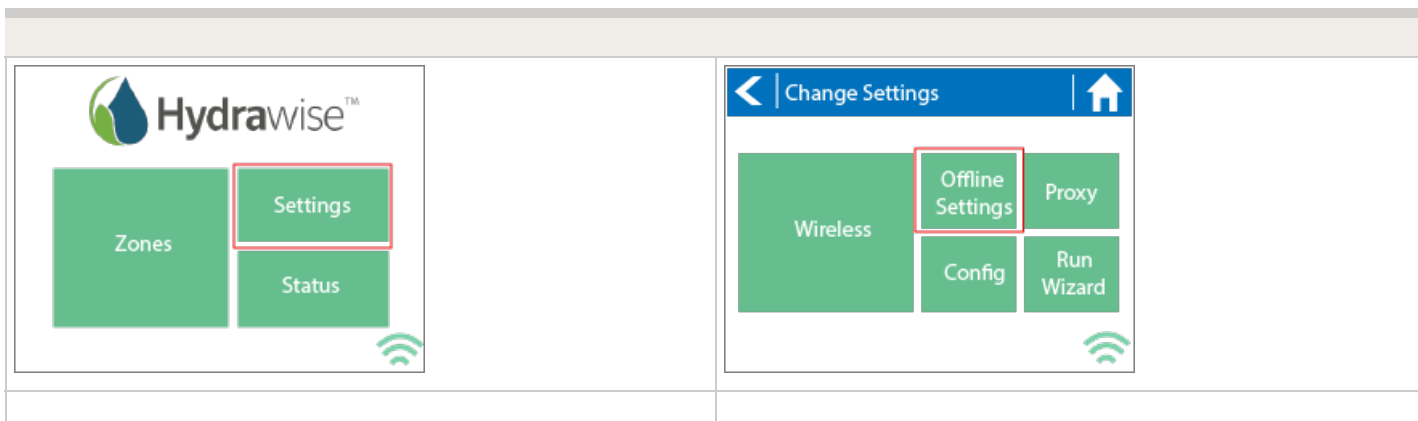 Hydrawise™
Zones
Settings
Status
Change Settings
Wireless
Offline
Settings
Proxy
Config
Run
Wizard